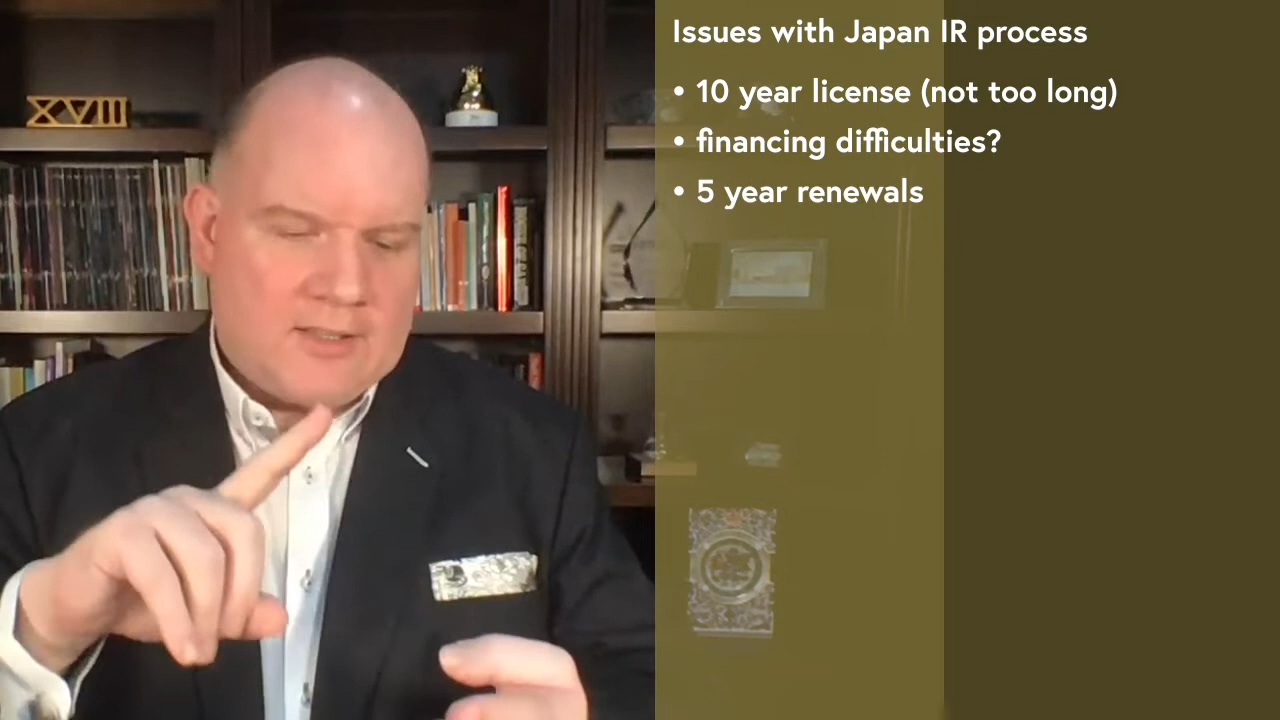 Issues with Japan IR process
• 10 year license (not too long)
• financing difficulties?
• 5 year renewals
XVIII